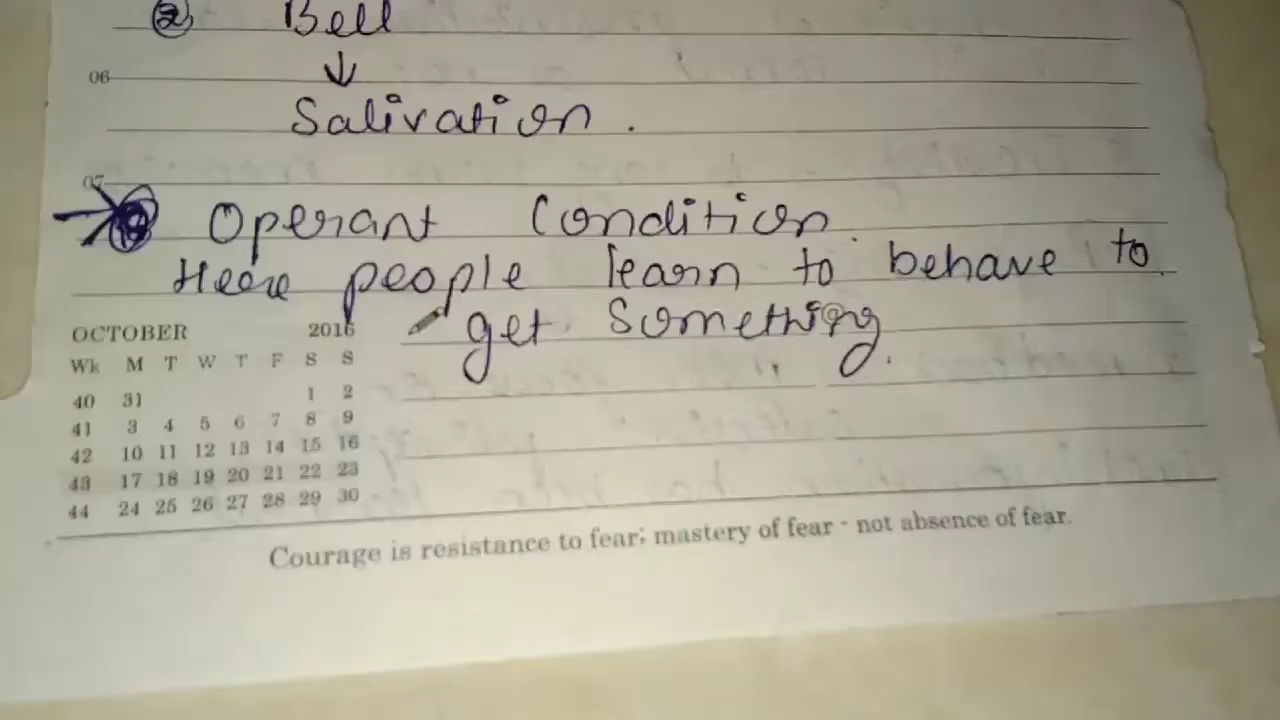 ② Bell
06
↓
Salivation .
07
→ Operant Condition.
Here people learn to behave to
get something.
OCTOBER 2016
Wk M T W T F S S
40 31 1 2
41 3 4 5 6 7 8 9
42 10 11 12 13 14 15 16
43 17 18 19 20 21 22 23
44 24 25 26 27 28 29 30
Courage is resistance to fear; mastery of fear - not absence of fear.